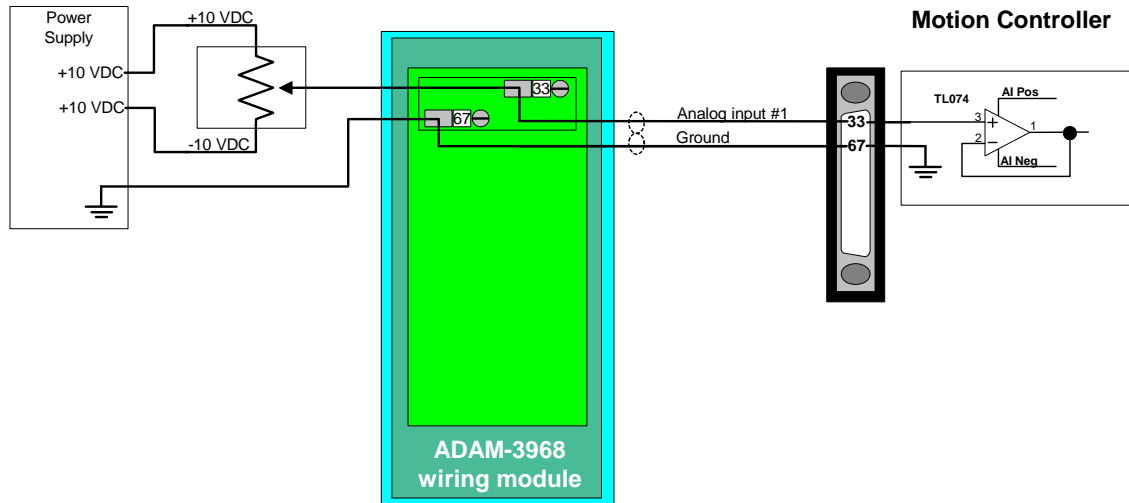 Power
Supply
+10 VDC
+10 VDC
+10 VDC
-10 VDC
33
67
ADAM-3968
wiring module
Analog input #1
Ground
Motion Controller
33
67
TL074
AI Pos
3
+
1
2
-
AI Neg